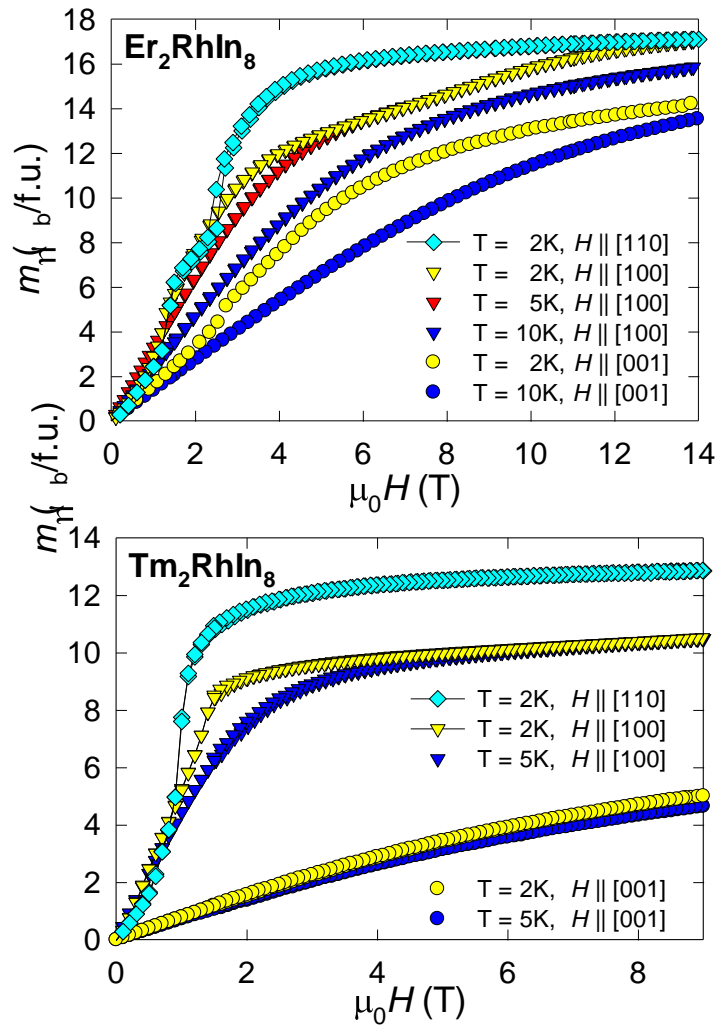 Er2RhIn8
18
16
14
12
10
8
6
4
2
0
m (μb/f.u.)
T = 2K, H || [110]
T = 2K, H || [100]
T = 5K, H || [100]
T = 10K, H || [100]
T = 2K, H || [001]
T = 10K, H || [001]
0 2 4 6 8 10 12 14
μ0H (T)
Tm2RhIn8
14
12
10
8
6
4
2
0
m (μb/f.u.)
T = 2K, H || [110]
T = 2K, H || [100]
T = 5K, H || [100]
T = 2K, H || [001]
T = 5K, H || [001]
0 2 4 6 8
μ0H (T)